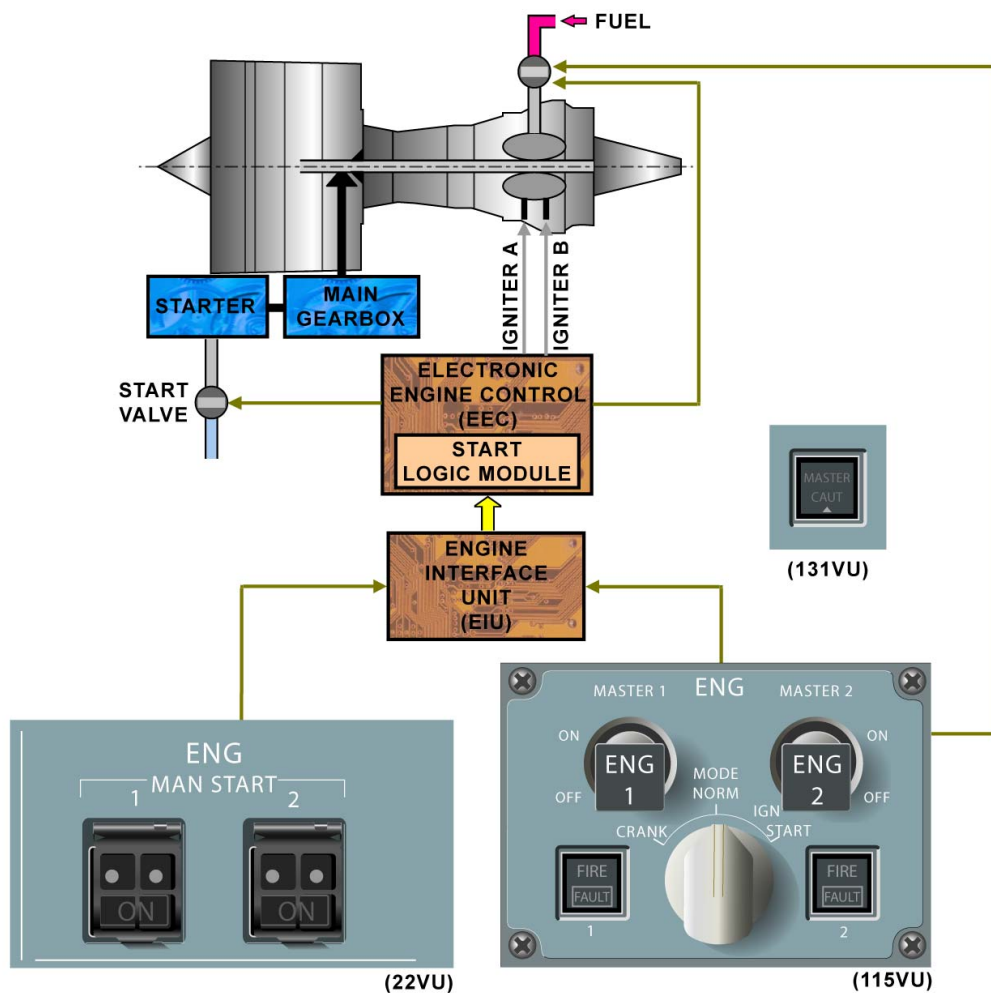 FUEL
IGNITER A
IGNITER B
STARTER
MAIN
GEARBOX
START
VALVE
ELECTRONIC
ENGINE CONTROL
(EEC)
START
LOGIC MODULE
MASTER
CAUT
(131VU)
ENGINE
INTERFACE
UNIT
(EIU)
ENG
MAN START
1
2
ON
ON
(22VU)
MASTER 1
ENG
MASTER 2
ON
OFF
ENG
1
ENG
2
ON
OFF
MODE
NORM
CRANK
IGN
START
FIRE
FAULT
1
FIRE
FAULT
2
(115VU)